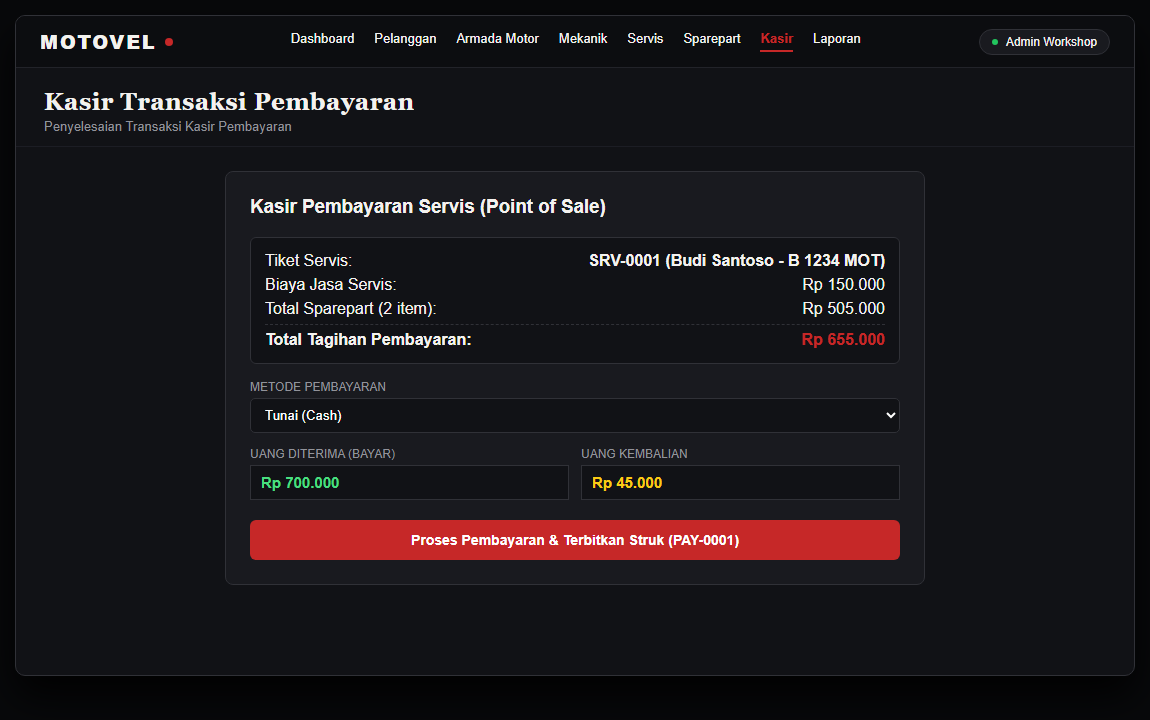 MOTOVEL
Dashboard Pelanggan Armada Motor Mekanik Servis Sparepart Kasir Laporan
Admin Workshop
Kasir Transaksi Pembayaran
Penyelesaian Transaksi Kasir Pembayaran
Kasir Pembayaran Servis (Point of Sale)
Tiket Servis: SRV-0001 (Budi Santoso - B 1234 MOT)
Biaya Jasa Servis: Rp 150.000
Total Sparepart (2 item): Rp 505.000
Total Tagihan Pembayaran: Rp 655.000
METODE PEMBAYARAN
Tunai (Cash)
UANG DITERIMA (BAYAR) UANG KEMBALIAN
Rp 700.000 Rp 45.000
Proses Pembayaran & Terbitkan Struk (PAY-0001)